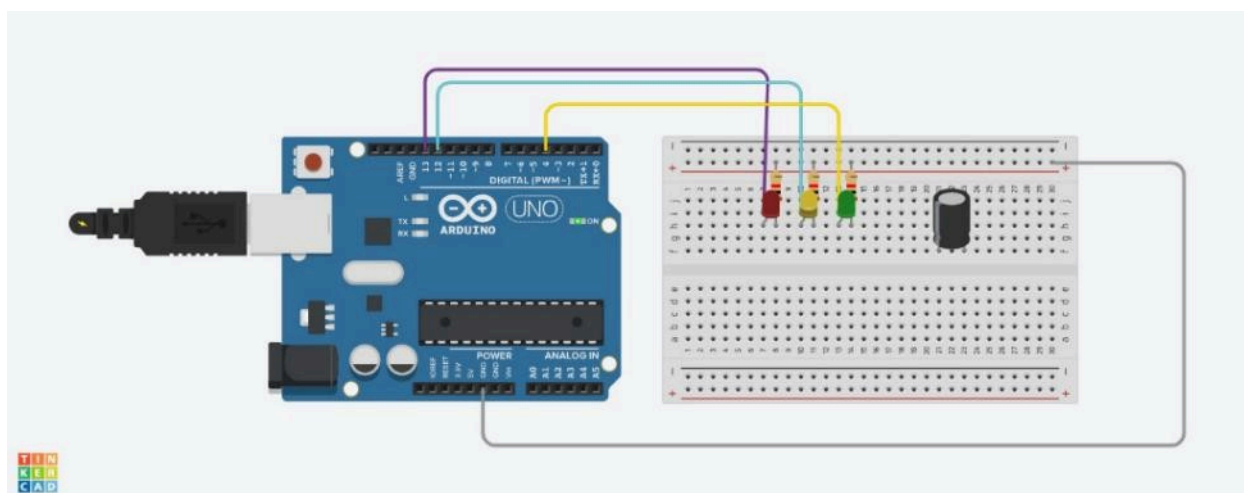 AREF
GND
13
12
~11
~10
~9
8
7
~6
~5
4
~3
2
TX→1
RX←0
DIGITAL (PWM~)
L
TX
RX
UNO
ARDUINO
ON
POWER
ANALOG IN
IOREF
RESET
3.3V
5V
GND
GND
Vin
A0
A1
A2
A3
A4
A5
TIN
KER
CAD